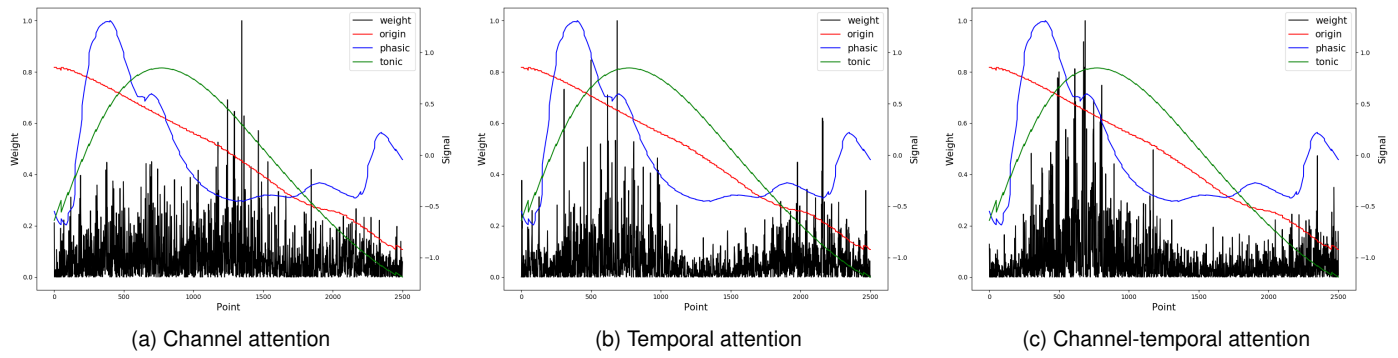 1.0
0.8
0.6
0.4
0.2
0.0
Weight
0 500 1000 1500 2000 2500
Point
1.0
0.5
0.0
−0.5
−1.0
Signal
weight
origin
phasic
tonic
(a) Channel attention
1.0
0.8
0.6
0.4
0.2
0.0
Weight
0 500 1000 1500 2000 2500
Point
1.0
0.5
0.0
−0.5
−1.0
Signal
weight
origin
phasic
tonic
(b) Temporal attention
1.0
0.8
0.6
0.4
0.2
0.0
Weight
0 500 1000 1500 2000 2500
Point
1.0
0.5
0.0
−0.5
−1.0
Signal
weight
origin
phasic
tonic
(c) Channel-temporal attention